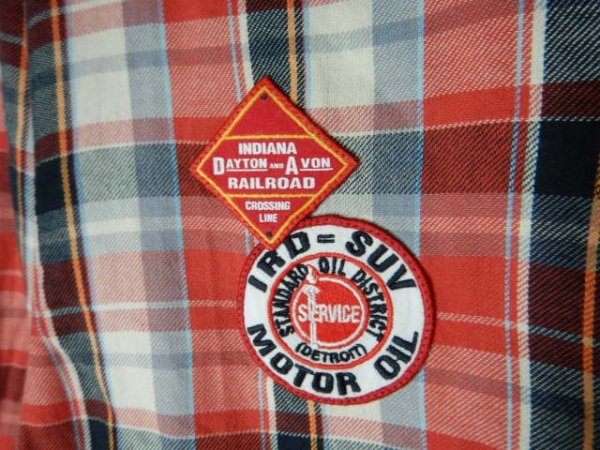 INDIANA
DAYTON AND AVON
RAILROAD
CROSSING
LINE
IRD=SUV
STANDARD OIL DISTRICT
SERVICE
(DETROIT)
MOTOR OIL